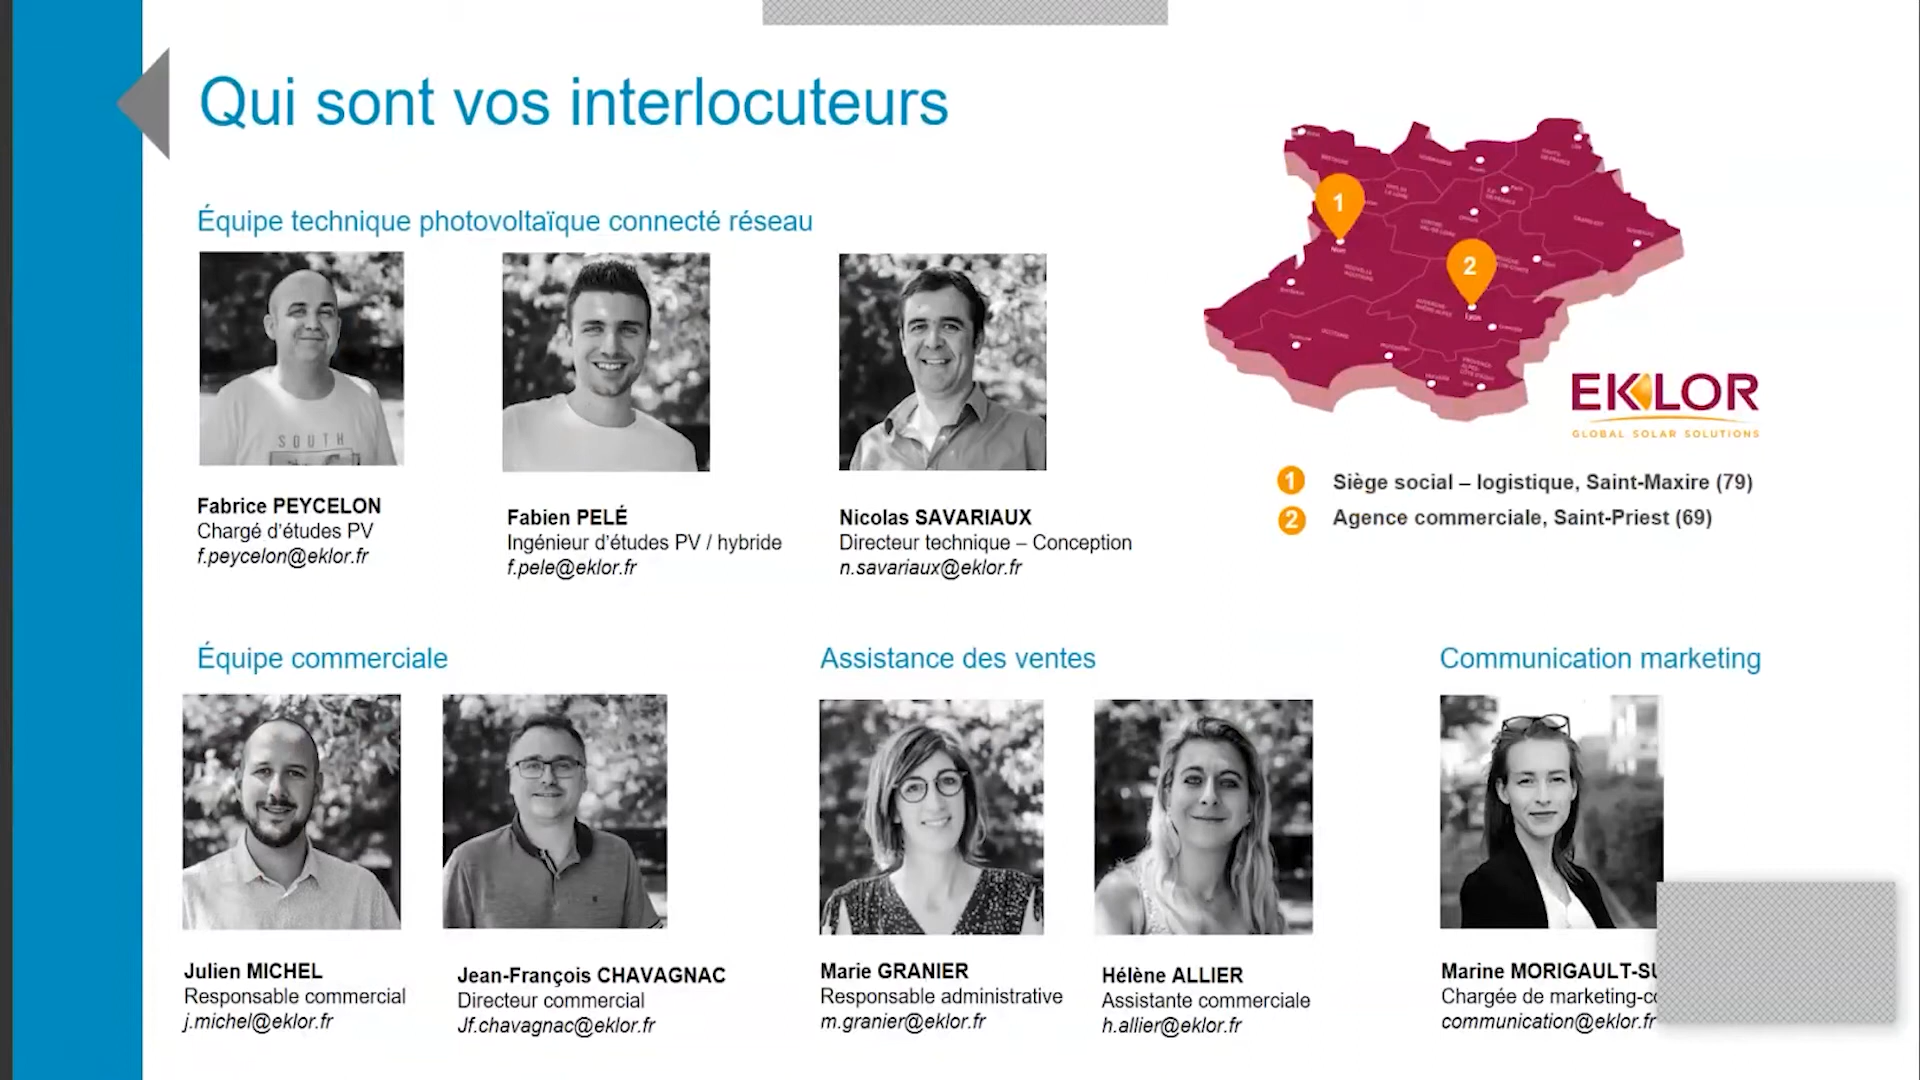 Qui sont vos interlocuteurs
Équipe technique photovoltaïque connecté réseau
SOUTH
Fabrice PEYCELON
Chargé d'études PV
f.peycelon@eklor.fr
Fabien PELÉ
Ingénieur d'études PV / hybride
f.pele@eklor.fr
Nicolas SAVARIAUX
Directeur technique – Conception
n.savariaux@eklor.fr
1
2
Niort
Lyon
EKLOR
GLOBAL SOLAR SOLUTIONS
1 Siège social – logistique, Saint-Maxire (79)
2 Agence commerciale, Saint-Priest (69)
Équipe commerciale
Julien MICHEL
Responsable commercial
j.michel@eklor.fr
Jean-François CHAVAGNAC
Directeur commercial
Jf.chavagnac@eklor.fr
Assistance des ventes
Marie GRANIER
Responsable administrative
m.granier@eklor.fr
Hélène ALLIER
Assistante commerciale
h.allier@eklor.fr
Communication marketing
Marine MORIGAULT-SU
Chargée de marketing-co
communication@eklor.fr